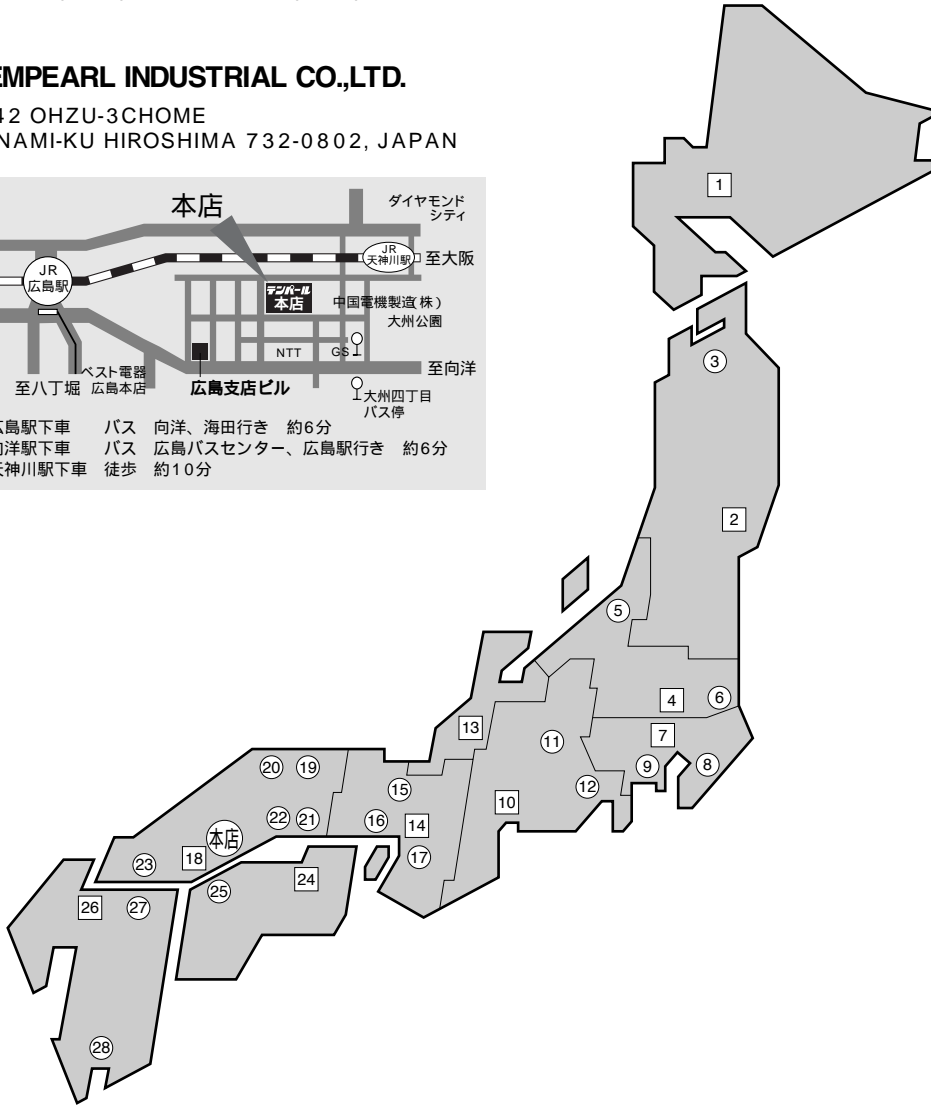 EMPEARL INDUSTRIAL CO.,LTD.
42 OHZU-3CHOME
NAMI-KU HIROSHIMA 732-0802, JAPAN
本店
ダイヤモンド
シティ
JR
広島駅
JR
天神川駅
至大阪
テンパール
本店
中国電機製造(株)
大州公園
NTT
GS
至向洋
ベスト電器
広島本店
至八丁堀
広島支店ビル
大州四丁目
バス停
広島駅下車 バス 向洋、海田行き 約6分
向洋駅下車 バス 広島バスセンター、広島駅行き 約6分
天神川駅下車 徒歩 約10分
1
3
2
5
4
6
13
11
7
9
8
20
19
15
12
10
22
21
16
14
本店
18
17
23
25
24
26
27
28